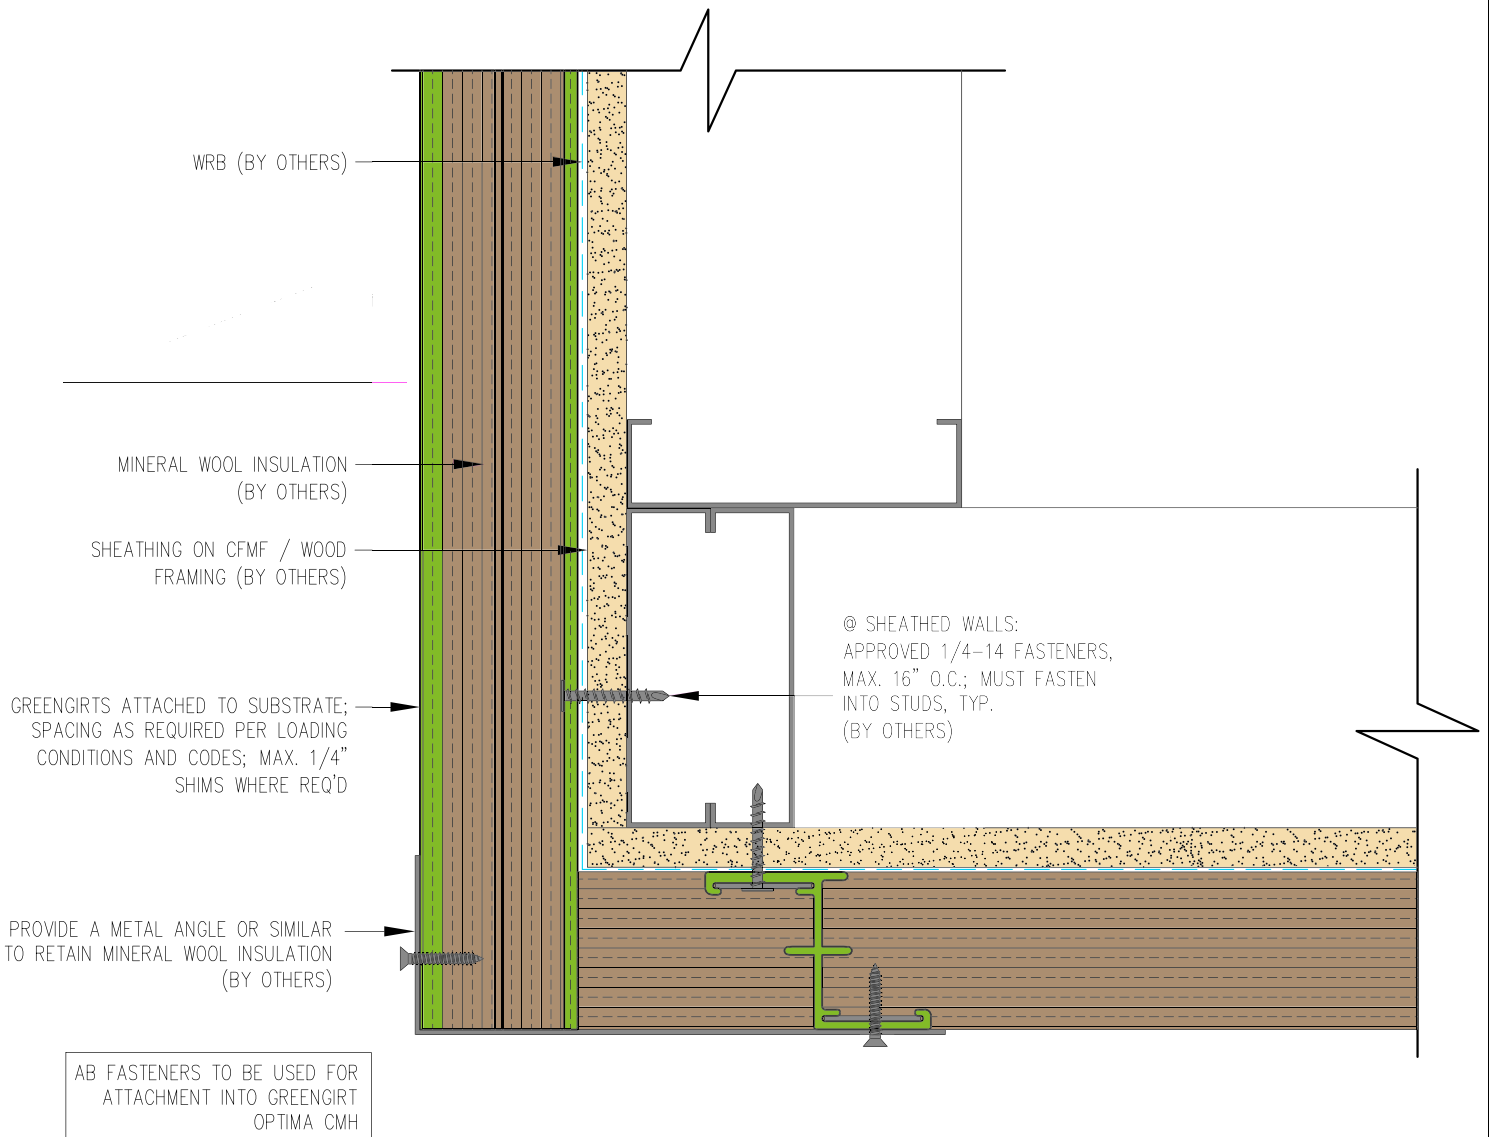 WRB (BY OTHERS)
MINERAL WOOL INSULATION
(BY OTHERS)
SHEATHING ON CFMF / WOOD
FRAMING (BY OTHERS)
@ SHEATHED WALLS:
APPROVED 1/4-14 FASTENERS,
MAX. 16" O.C.; MUST FASTEN
INTO STUDS, TYP.
(BY OTHERS)
GREENGIRTS ATTACHED TO SUBSTRATE;
SPACING AS REQUIRED PER LOADING
CONDITIONS AND CODES; MAX. 1/4"
SHIMS WHERE REQ'D
PROVIDE A METAL ANGLE OR SIMILAR
TO RETAIN MINERAL WOOL INSULATION
(BY OTHERS)
AB FASTENERS TO BE USED FOR
ATTACHMENT INTO GREENGIRT
OPTIMA CMH